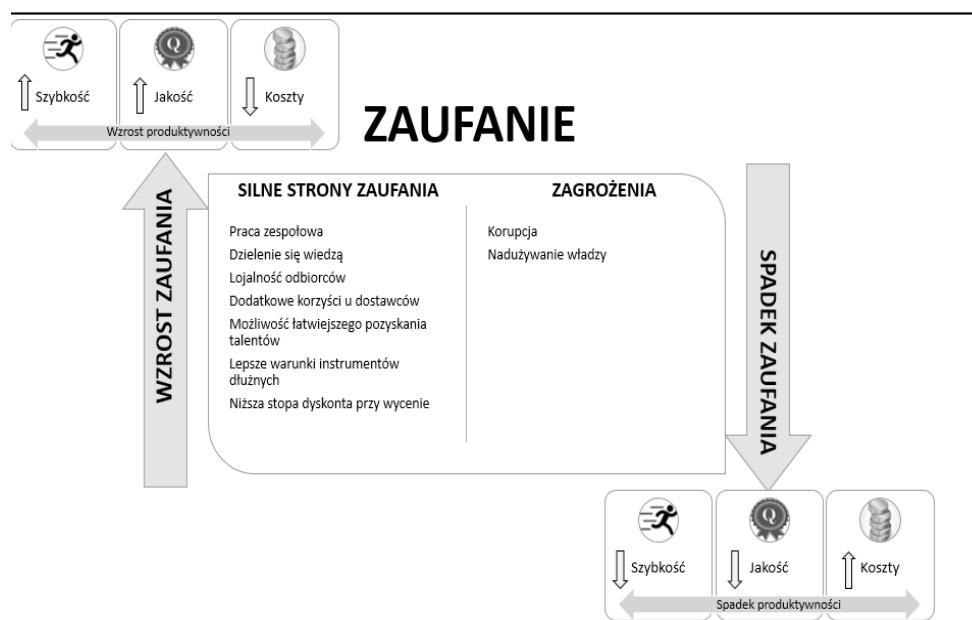 Q
Szybkość
Jakość
Koszty
Wzrost produktywności
ZAUFANIE
WZROST ZAUFANIA
SILNE STRONY ZAUFANIA
Praca zespołowa
Dzielenie się wiedzą
Lojalność odbiorców
Dodatkowe korzyści u dostawców
Możliwość łatwiejszego pozyskania
talentów
Lepsze warunki instrumentów
dłużnych
Niższa stopa dyskonta przy wycenie
ZAGROŻENIA
Korupcja
Nadużywanie władzy
SPADEK ZAUFANIA
Q
Szybkość
Jakość
Koszty
Spadek produktywności